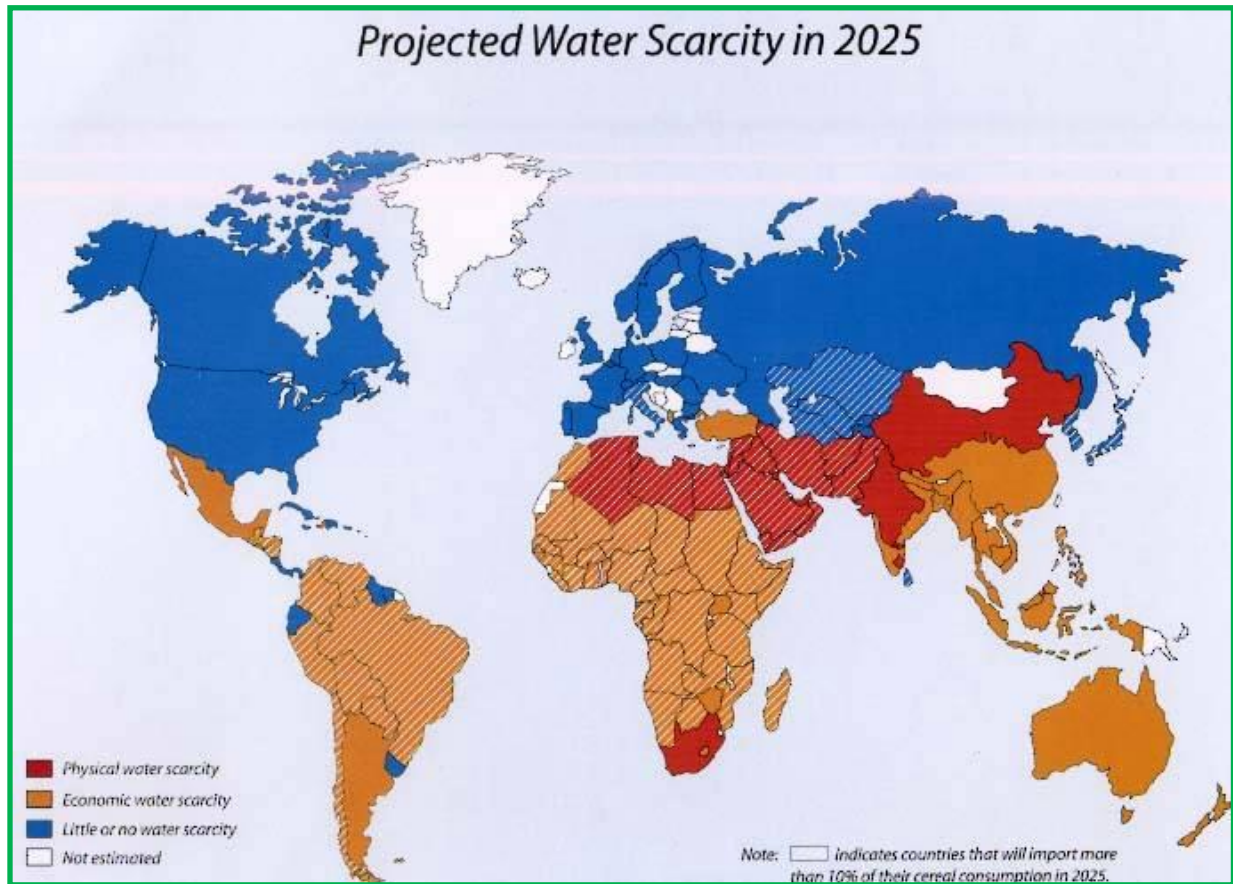 Projected Water Scarcity in 2025
Physical water scarcity
Economic water scarcity
Little or no water scarcity
Not estimated
Note: indicates countries that will import more
than 10% of their cereal consumption in 2025.